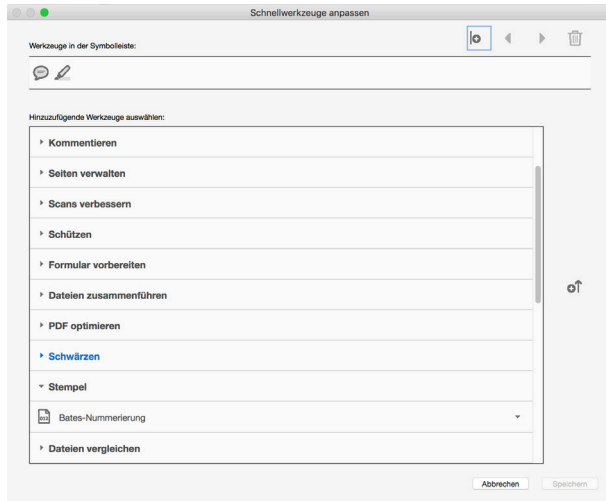 Schnellwerkzeuge anpassen
Werkzeuge in der Symbolleiste:
Hinzuzufügende Werkzeuge auswählen:
Kommentieren
Seiten verwalten
Scans verbessern
Schützen
Formular vorbereiten
Dateien zusammenführen
PDF optimieren
Schwärzen
Stempel
Bates-Nummerierung
Dateien vergleichen
Abbrechen
Speichern